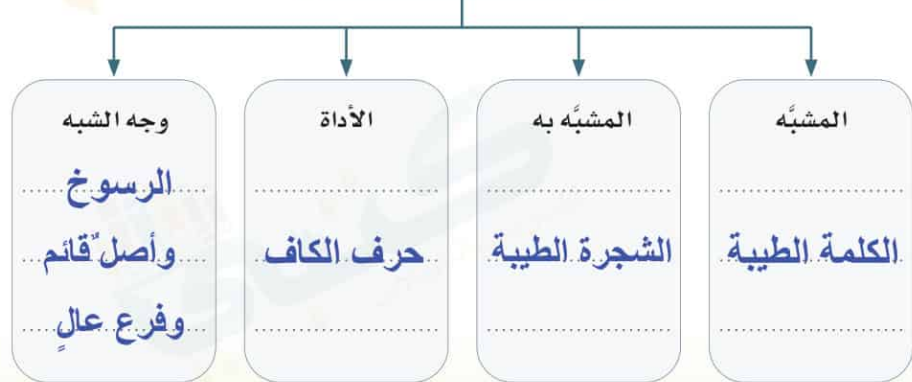 المشبَّه
الكلمة الطيبة
المشبَّه به
الشجرة الطيبة
الأداة
حرف الكاف
وجه الشبه
الرسوخ
وأصلٌ قائم
وفرع عالٍ